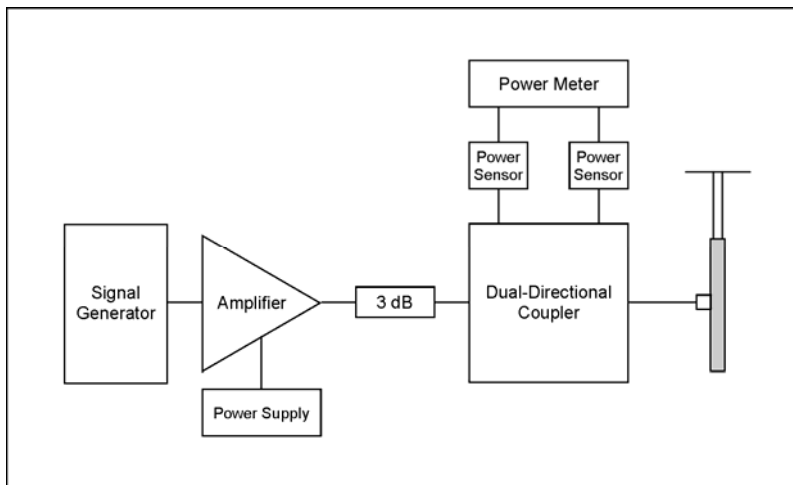 Power Meter
Power
Sensor
Power
Sensor
Signal
Generator
Amplifier
3 dB
Dual-Directional
Coupler
Power Supply